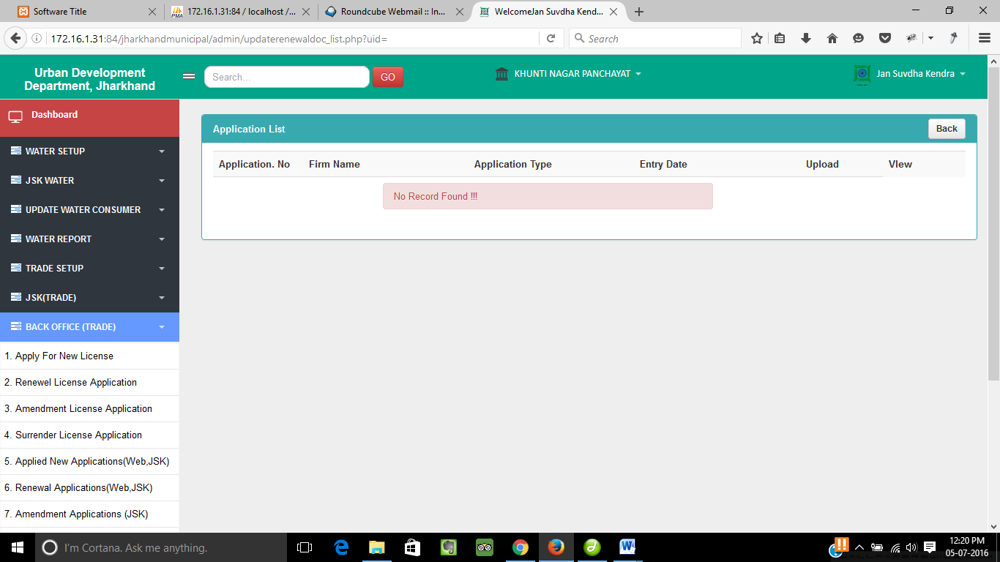 Software Title
172.16.1.31:84 / localhost /...
Roundcube Webmail :: In...
WelcomeJan Suvdha Kend...
172.16.1.31:84/jharkhandmunicipal/admin/updaterenewaldoc_list.php?uid=
Search
Urban Development
Department, Jharkhand
Search...
GO
KHUNTI NAGAR PANCHAYAT
Jan Suvdha Kendra
Dashboard
WATER SETUP
JSK WATER
UPDATE WATER CONSUMER
WATER REPORT
TRADE SETUP
JSK(TRADE)
BACK OFFICE (TRADE)
1. Apply For New License
2. Renewel License Application
3. Amendment License Application
4. Surrender License Application
5. Applied New Applications(Web,JSK)
6. Renewal Applications(Web,JSK)
7. Amendment Applications (JSK)
Application List
Back
Application. No Firm Name Application Type Entry Date Upload VIew
No Record Found !!!
I'm Cortana. Ask me anything.
12:20 PM
05-07-2016